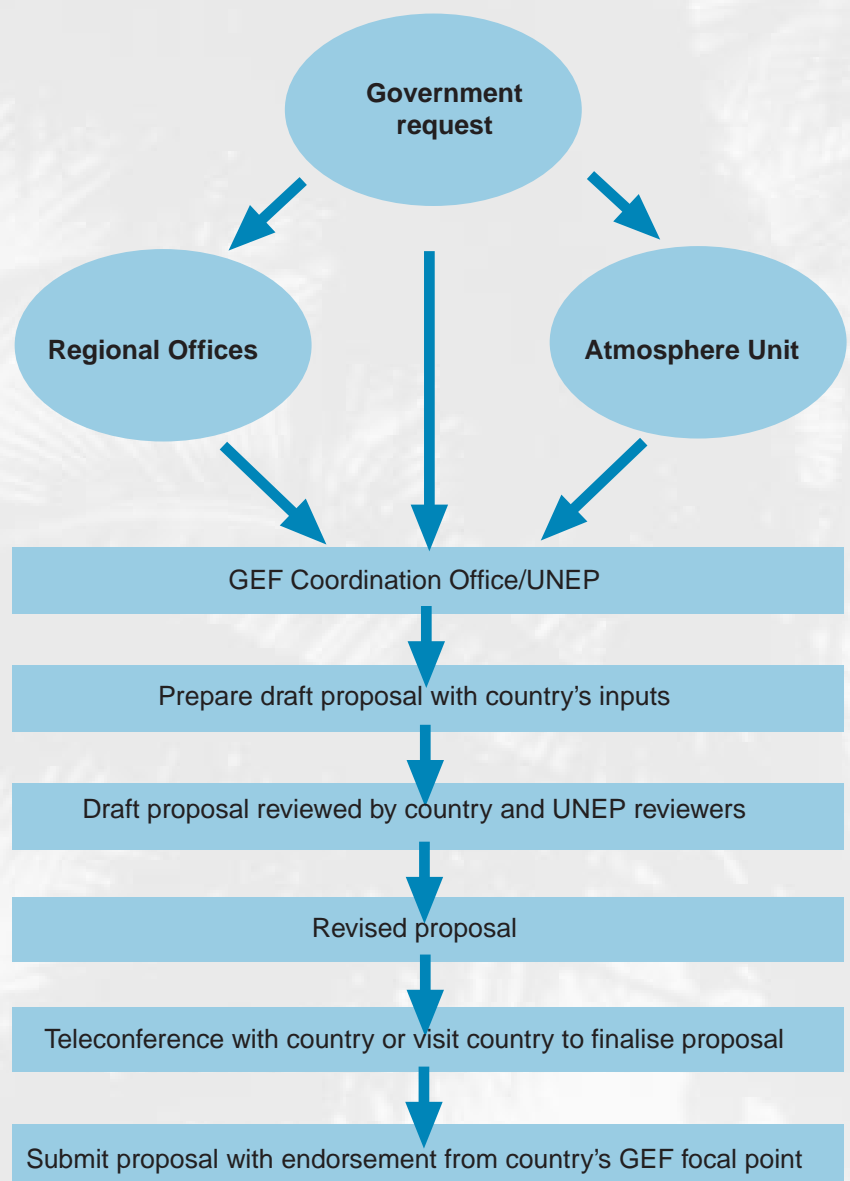 Government
request
Regional Offices
Atmosphere Unit
GEF Coordination Office/UNEP
Prepare draft proposal with country’s inputs
Draft proposal reviewed by country and UNEP reviewers
Revised proposal
Teleconference with country or visit country to finalise proposal
Submit proposal with endorsement from country’s GEF focal point